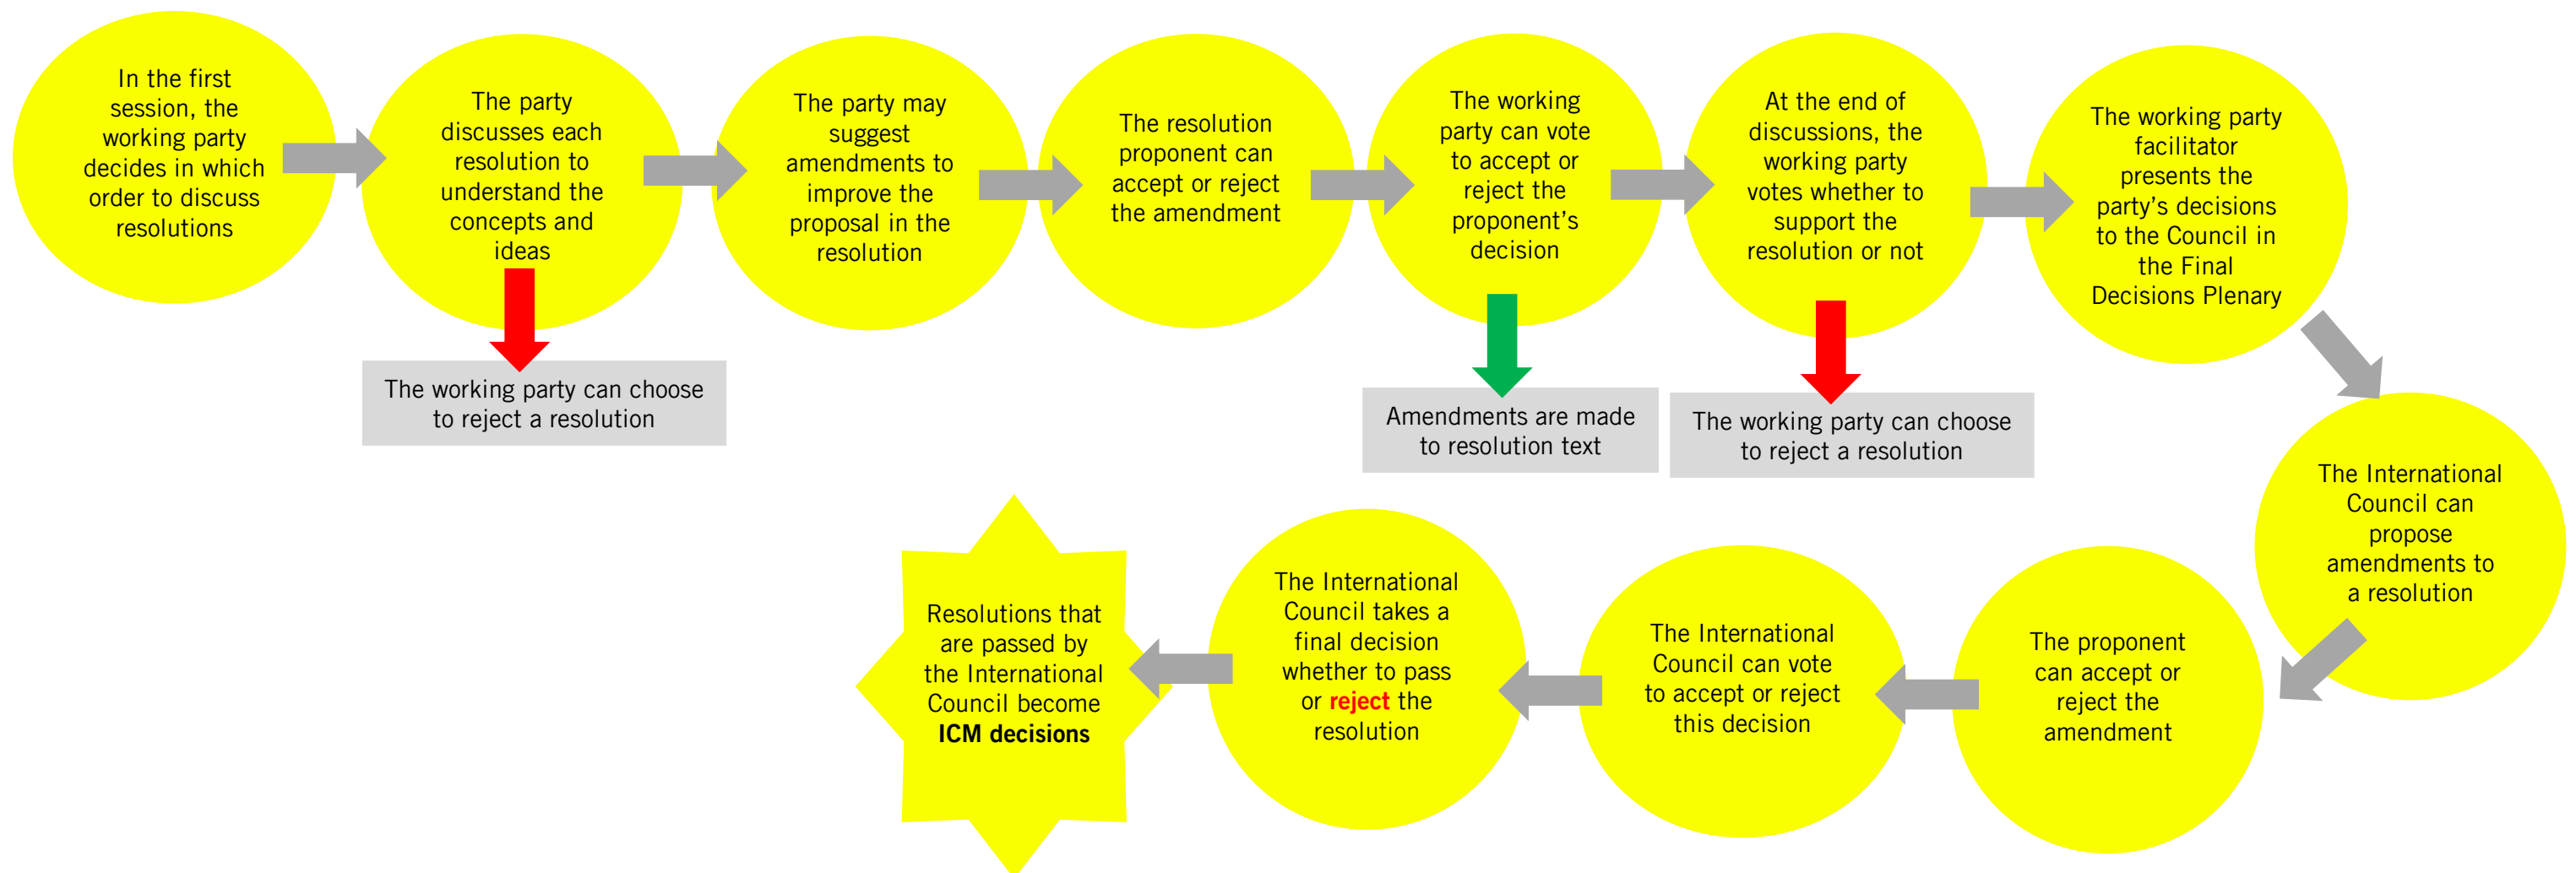 In the first
session, the
working party
decides in which
order to discuss
resolutions
The party
discusses each
resolution to
understand the
concepts and
ideas
The working party can choose
to reject a resolution
The party may
suggest
amendments to
improve the
proposal in the
resolution
The resolution
proponent can
accept or reject
the amendment
The working
party can vote
to accept or
reject the
proponent’s
decision
Amendments are made
to resolution text
At the end of
discussions, the
working party
votes whether to
support the
resolution or not
The working party can choose
to reject a resolution
The working party
facilitator
presents the
party’s decisions
to the Council in
the Final
Decisions Plenary
The International
Council can
propose
amendments to
a resolution
The proponent
can accept or
reject the
amendment
The International
Council can vote
to accept or reject
this decision
The International
Council takes a
final decision
whether to pass
or reject the
resolution
Resolutions that
are passed by
the International
Council become
ICM decisions